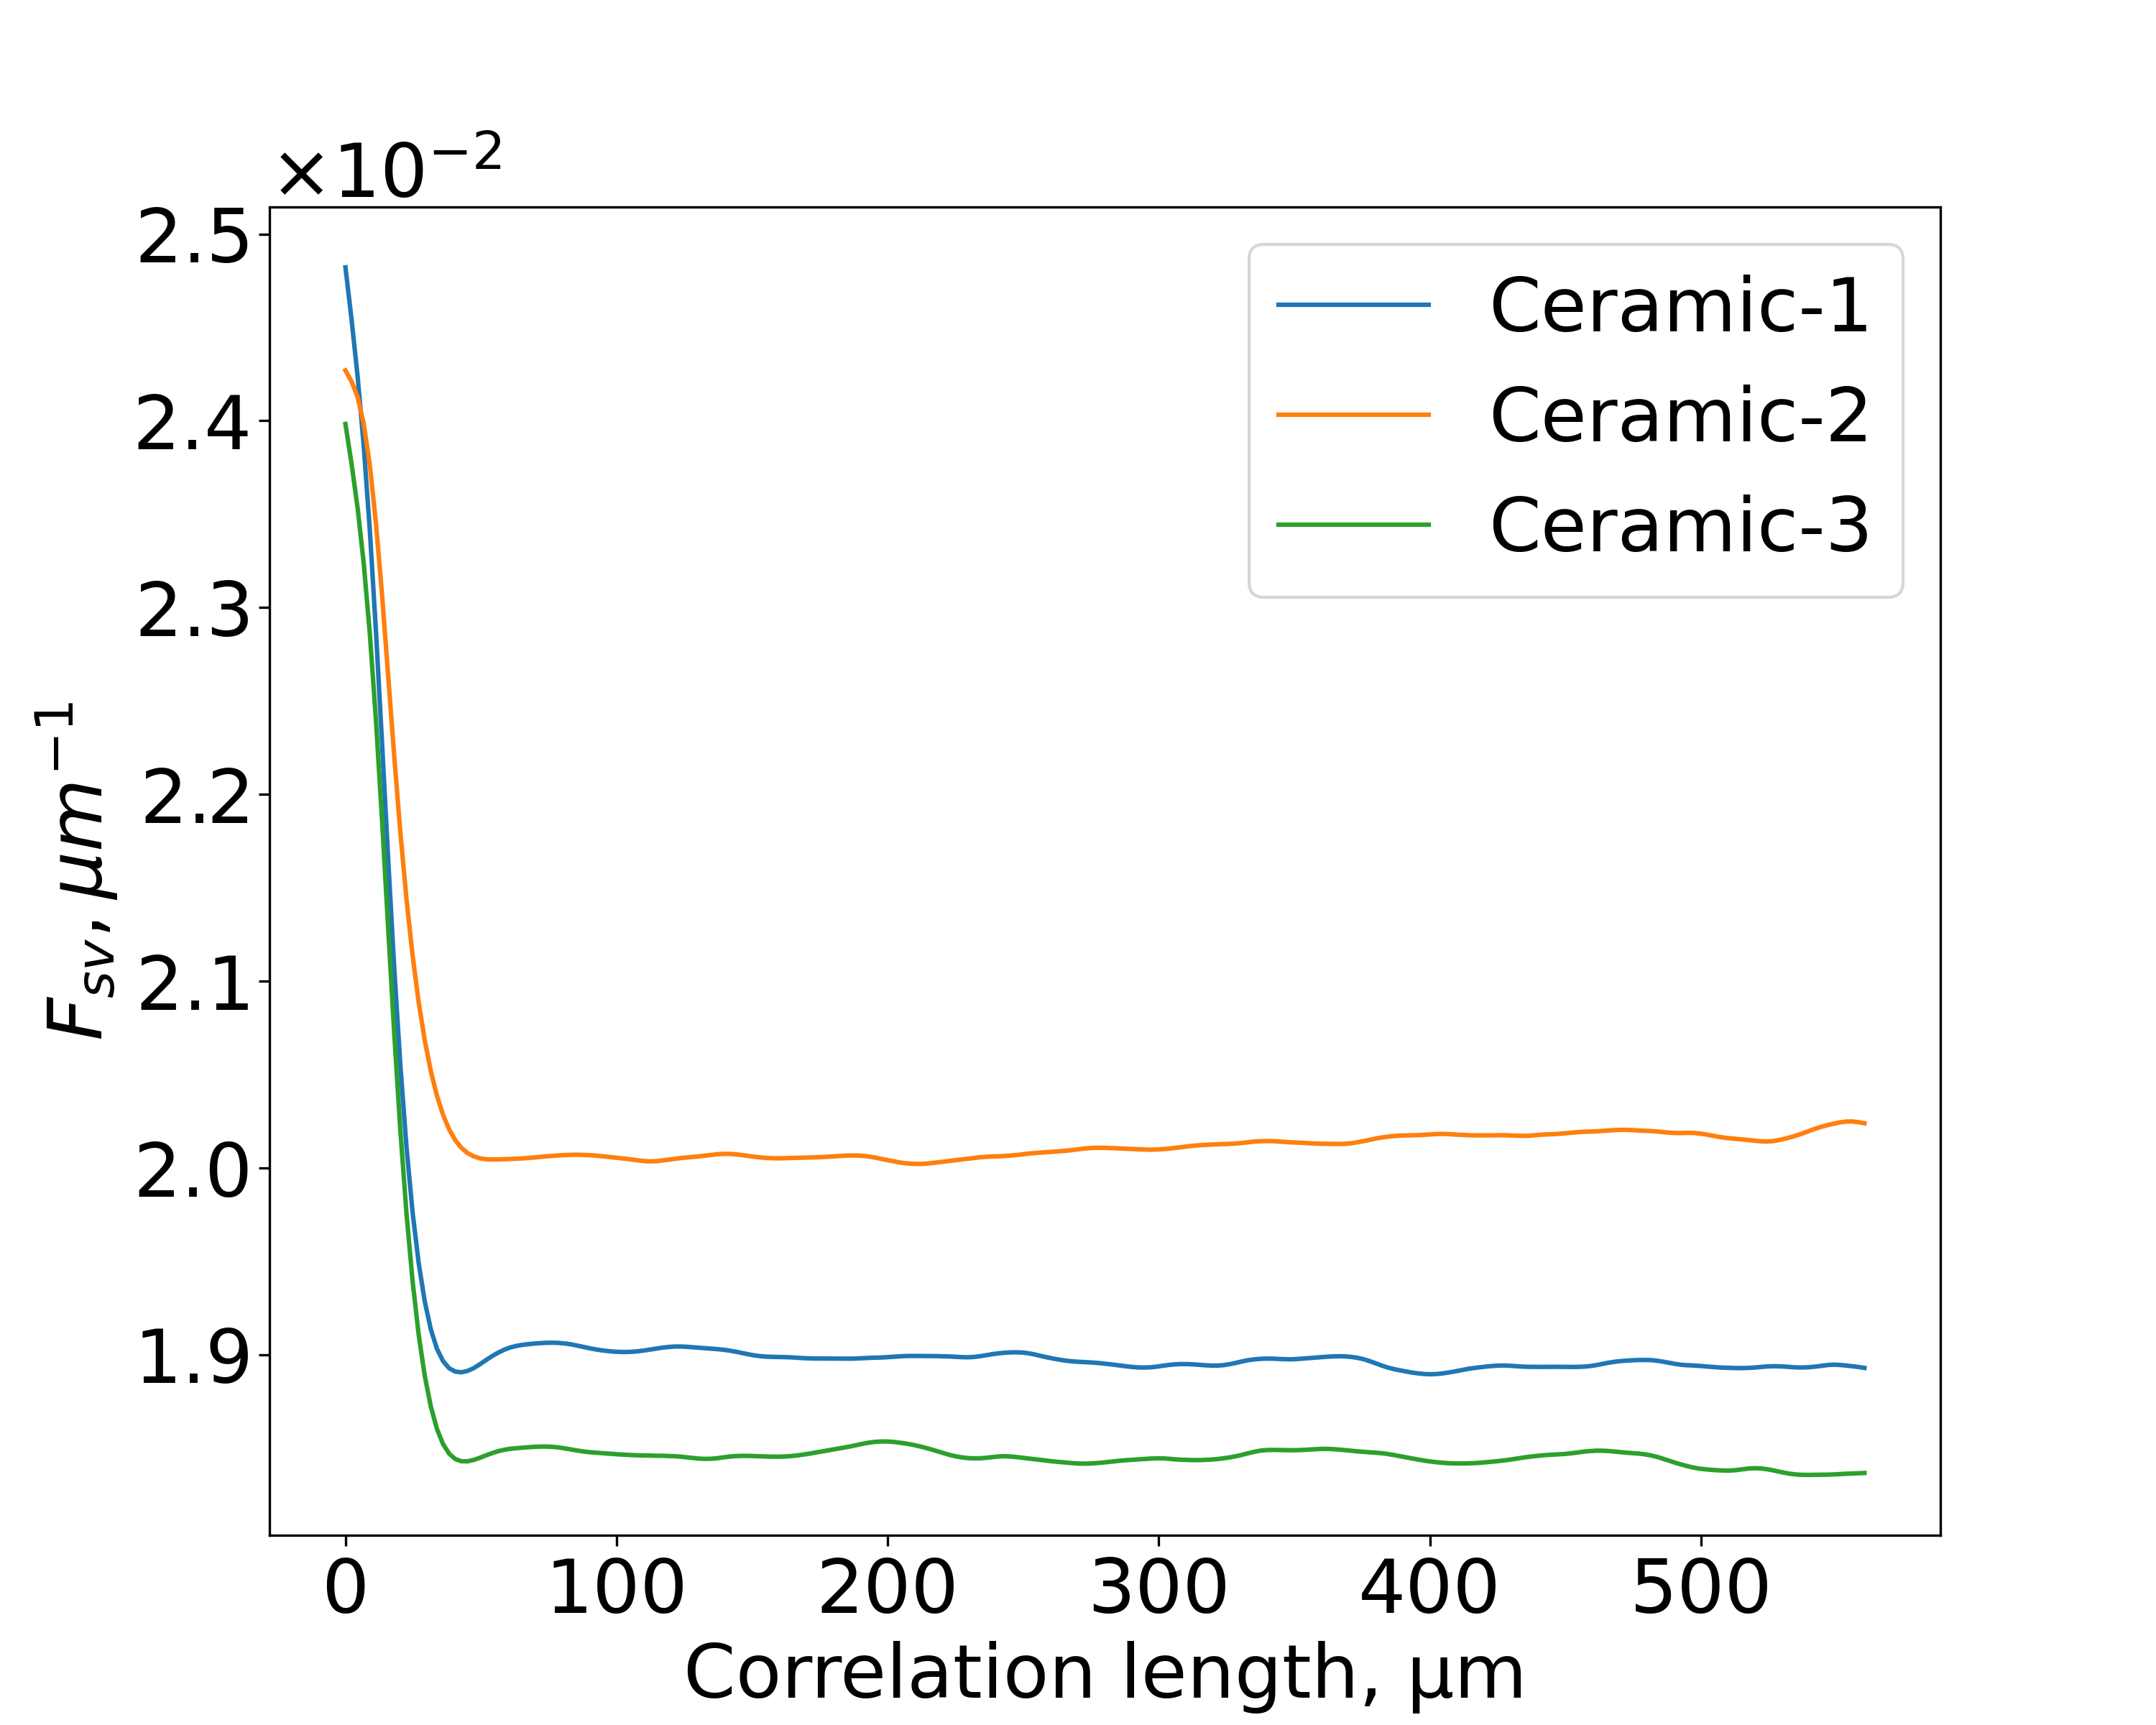 ×10⁻²
2.5
2.4
2.3
2.2
2.1
2.0
1.9
F_sv, μm⁻¹
Ceramic-1
Ceramic-2
Ceramic-3
0 100 200 300 400 500
Correlation length, μm